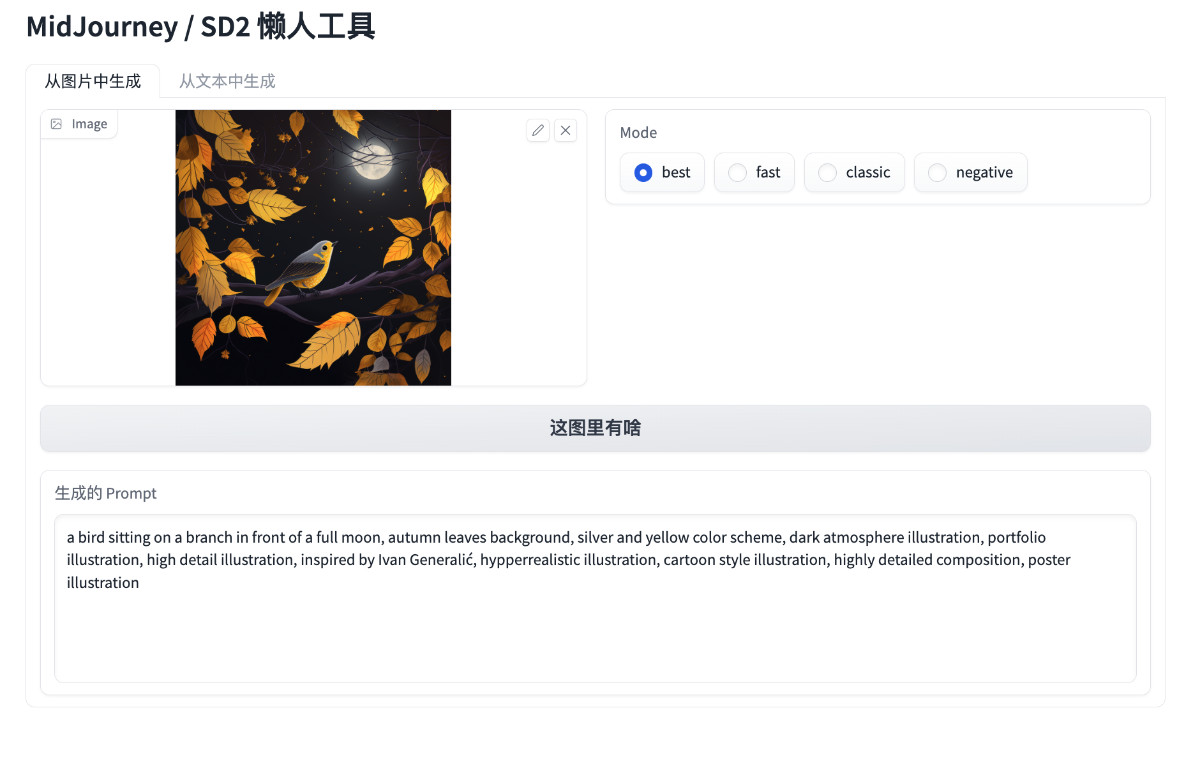 MidJourney / SD2 懒人工具
从图片中生成
从文本中生成
Image
Mode
best
fast
classic
negative
这图里有啥
生成的 Prompt
a bird sitting on a branch in front of a full moon, autumn leaves background, silver and yellow color scheme, dark atmosphere illustration, portfolio
illustration, high detail illustration, inspired by Ivan Generalić, hypperrealistic illustration, cartoon style illustration, highly detailed composition, poster
illustration